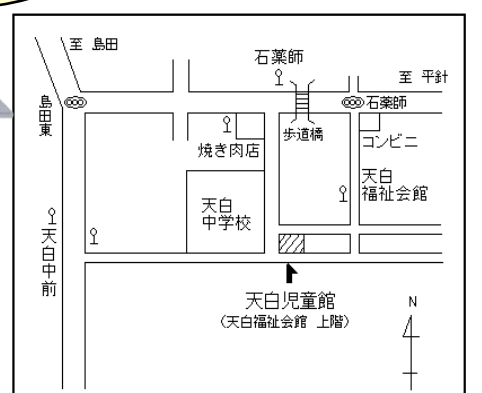 至 島田
石薬師
至 平針
島田東
石薬師
歩道橋
コンビニ
焼き肉店
天白
福祉会館
天白
中学校
天白中前
天白児童館
(天白福祉会館 上階)
N